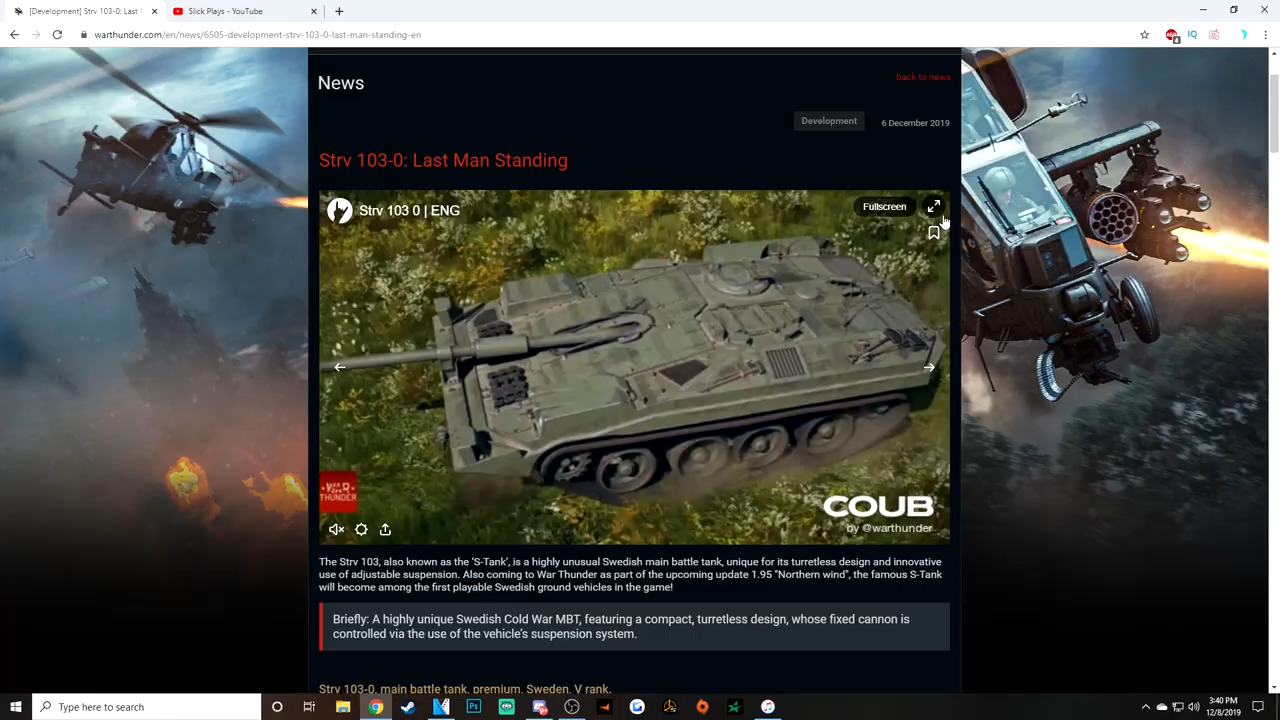 [Development] Strv 103-0: Last
Slick Plays - YouTube
warthunder.com/en/news/6505-development-strv-103-0-last-man-standing-en
News
back to news
Development
6 December 2019
Strv 103-0: Last Man Standing
Strv 103 0 | ENG
Fullscreen
WAR
THUNDER
COUB
by @warthunder
The Strv 103, also known as the ‘S-Tank’, is a highly unusual Swedish main battle tank, unique for its turretless design and innovative
use of adjustable suspension. Also coming to War Thunder as part of the upcoming update 1.95 "Northern wind", the famous S-Tank
will become among the first playable Swedish ground vehicles in the game!
Briefly: A highly unique Swedish Cold War MBT, featuring a compact, turretless design, whose fixed cannon is
controlled via the use of the vehicle’s suspension system.
Strv 103-0, main battle tank, premium, Sweden, V rank.
Type here to search
3:40 PM
12/8/2019